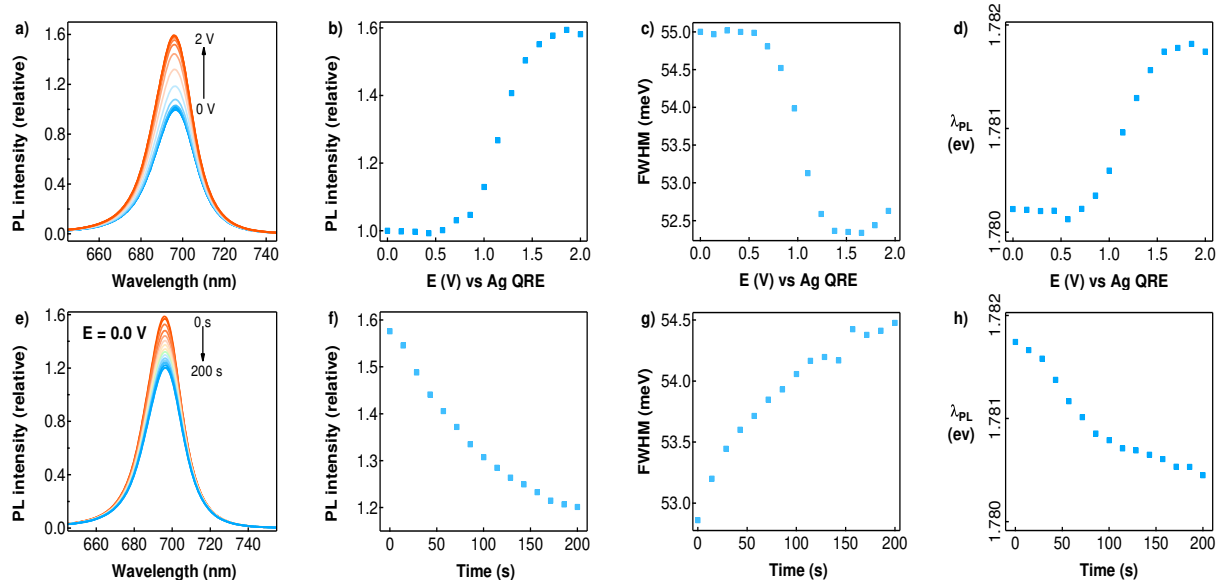 a)
PL intensity (relative)
1.6
1.2
0.8
0.4
0.0
2 V
0 V
660 680 700 720 740
Wavelength (nm)
b)
PL intensity (relative)
1.6
1.4
1.2
1.0
0.0 0.5 1.0 1.5 2.0
E (V) vs Ag QRE
c)
FWHM (meV)
55.0
54.5
54.0
53.5
53.0
52.5
0.0 0.5 1.0 1.5 2.0
E (V) vs Ag QRE
d)
λPL
(ev)
1.782
1.781
1.780
0.0 0.5 1.0 1.5 2.0
E (V) vs Ag QRE
e)
PL intensity (relative)
1.6
1.2
0.8
0.4
0.0
E = 0.0 V
0 s
200 s
660 680 700 720 740
Wavelength (nm)
f)
PL intensity (relative)
1.6
1.5
1.4
1.3
1.2
0 50 100 150 200
Time (s)
g)
FWHM (meV)
54.5
54.0
53.5
53.0
0 50 100 150 200
Time (s)
h)
λPL
(ev)
1.782
1.781
1.780
0 50 100 150 200
Time (s)